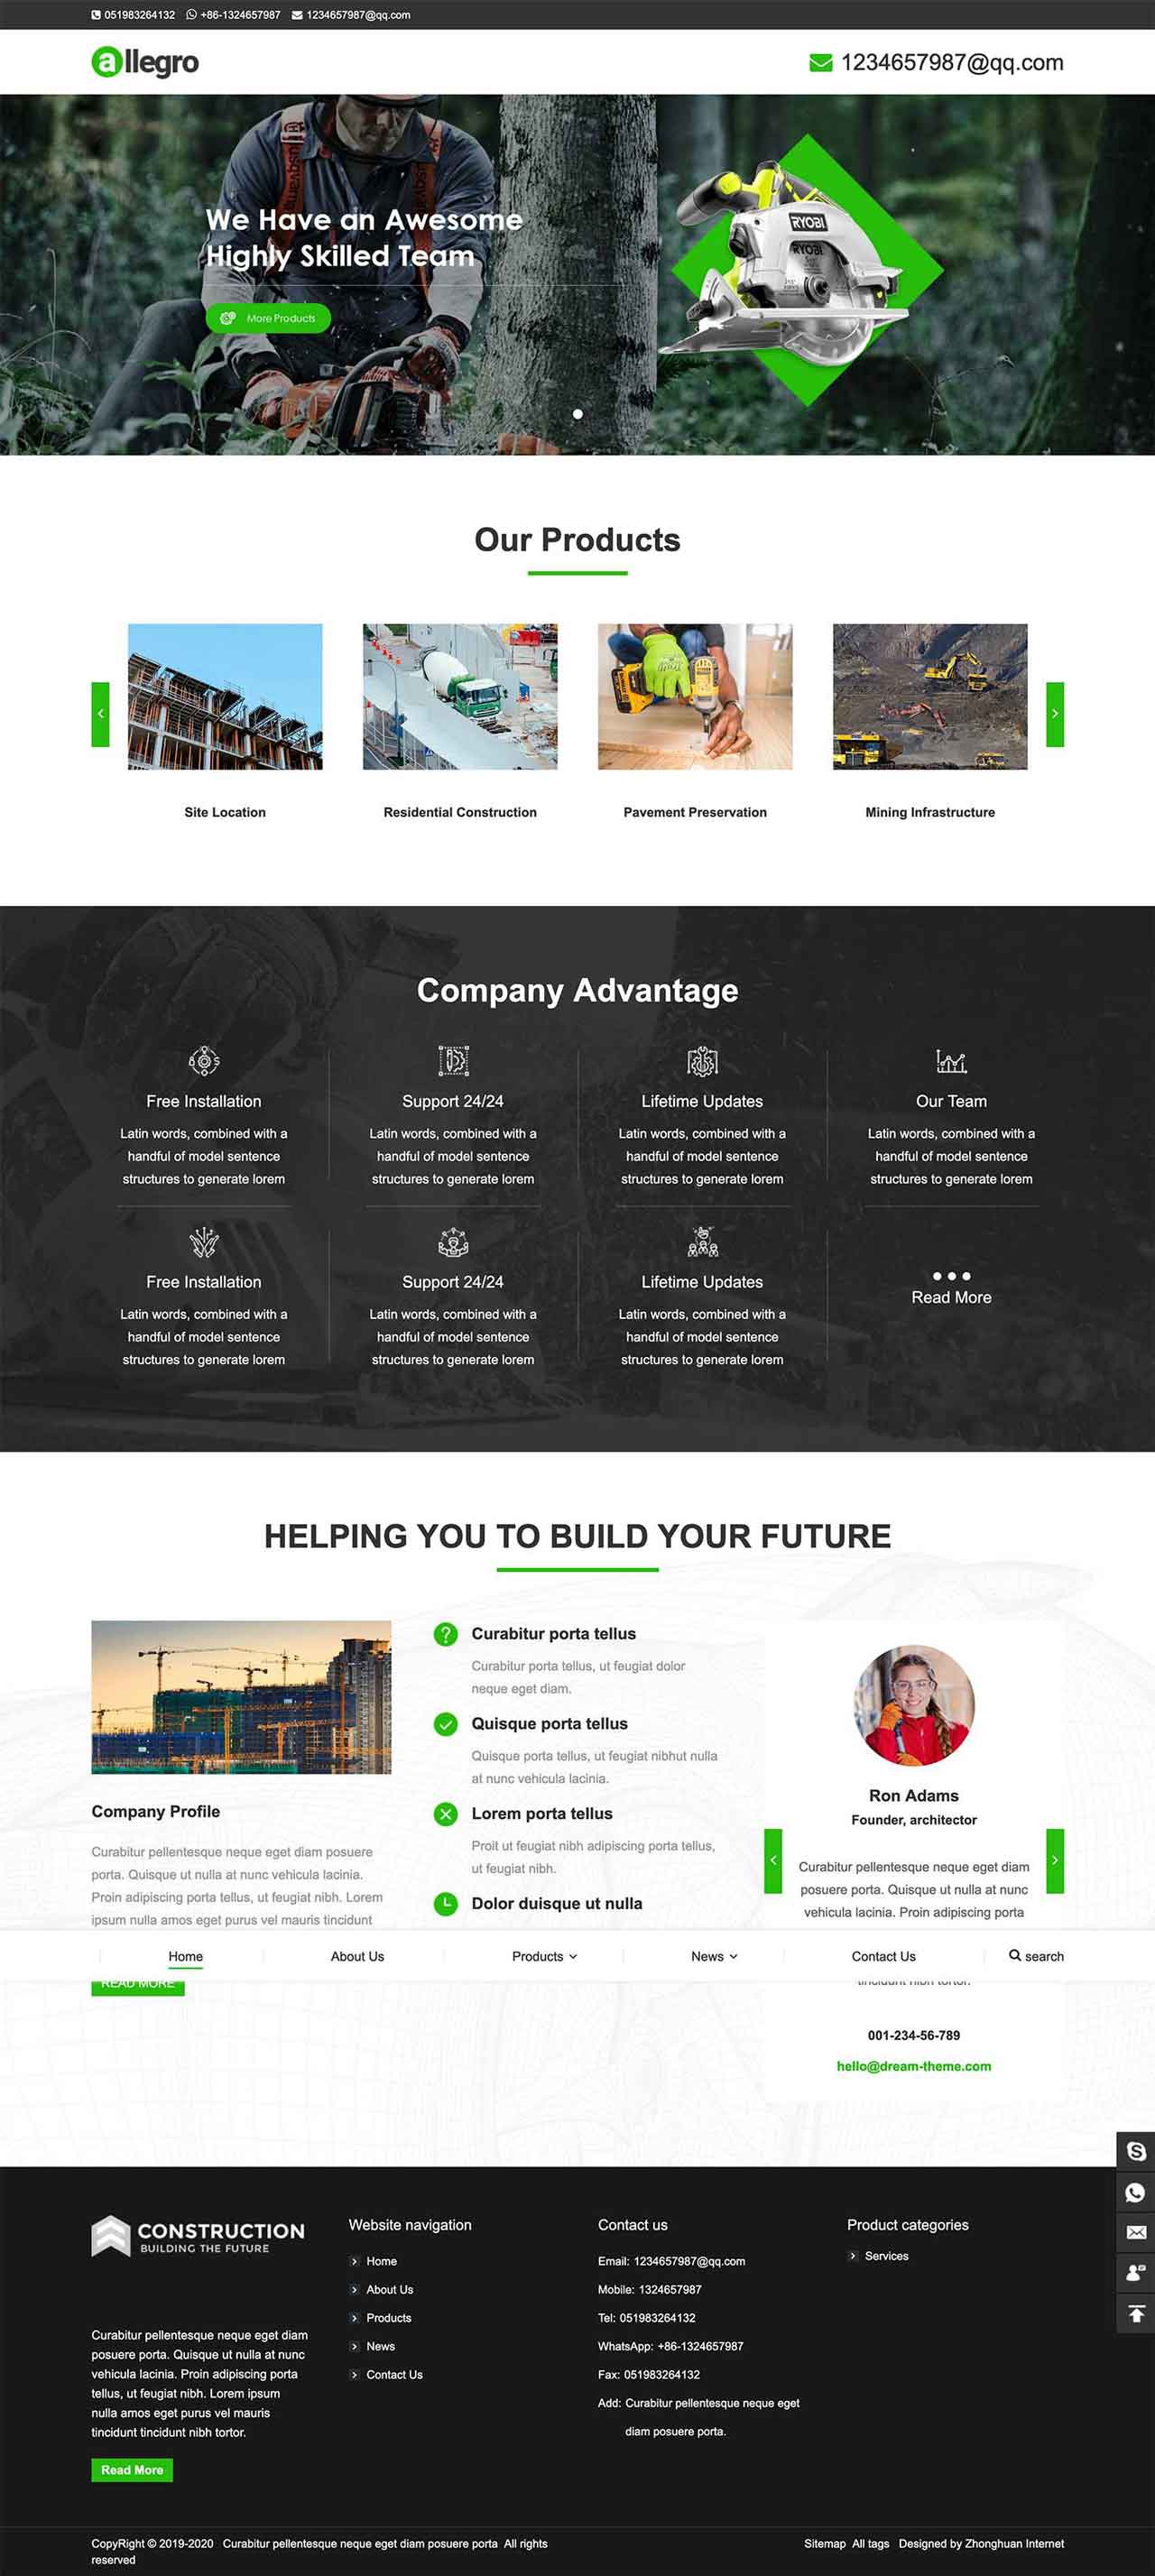 051983264132 +86-1324657987 1234657987@qq.com
allegro
1234657987@qq.com
Husqvarna
We Have an Awesome
Highly Skilled Team
More Products
RYOBI
RYOBI
Our Products
Site Location
Residential Construction
Pavement Preservation
Mining Infrastructure
Company Advantage
Free Installation
Latin words, combined with a
handful of model sentence
structures to generate lorem
Support 24/24
Latin words, combined with a
handful of model sentence
structures to generate lorem
Lifetime Updates
Latin words, combined with a
handful of model sentence
structures to generate lorem
Our Team
Latin words, combined with a
handful of model sentence
structures to generate lorem
Free Installation
Latin words, combined with a
handful of model sentence
structures to generate lorem
Support 24/24
Latin words, combined with a
handful of model sentence
structures to generate lorem
Lifetime Updates
Latin words, combined with a
handful of model sentence
structures to generate lorem
Read More
HELPING YOU TO BUILD YOUR FUTURE
Company Profile
Curabitur pellentesque neque eget diam posuere
porta. Quisque ut nulla at nunc vehicula lacinia.
Proin adipiscing porta tellus, ut feugiat nibh. Lorem
ipsum nulla amos eget purus vel mauris tincidunt
Curabitur porta tellus
Curabitur porta tellus, ut feugiat dolor
neque eget diam.
Quisque porta tellus
Quisque porta tellus, ut feugiat nibhut nulla
at nunc vehicula lacinia.
Lorem porta tellus
Proit ut feugiat nibh adipiscing porta tellus,
ut feugiat nibh.
Dolor duisque ut nulla
Ron Adams
Founder, architector
Curabitur pellentesque neque eget diam
posuere porta. Quisque ut nulla at nunc
vehicula lacinia. Proin adipiscing porta
Home About Us Products News Contact Us search
READ MORE
tincidunt nibh tortor.
001-234-56-789
hello@dream-theme.com
CONSTRUCTION
BUILDING THE FUTURE
Curabitur pellentesque neque eget diam
posuere porta. Quisque ut nulla at nunc
vehicula lacinia. Proin adipiscing porta
tellus, ut feugiat nibh. Lorem ipsum
nulla amos eget purus vel mauris
tincidunt tincidunt nibh tortor.
Read More
Website navigation
Home
About Us
Products
News
Contact Us
Contact us
Email: 1234657987@qq.com
Mobile: 1324657987
Tel: 051983264132
WhatsApp: +86-1324657987
Fax: 051983264132
Add: Curabitur pellentesque neque eget
diam posuere porta.
Product categories
Services
CopyRight © 2019-2020 Curabitur pellentesque neque eget diam posuere porta All rights
reserved
Sitemap All tags Designed by Zhonghuan Internet